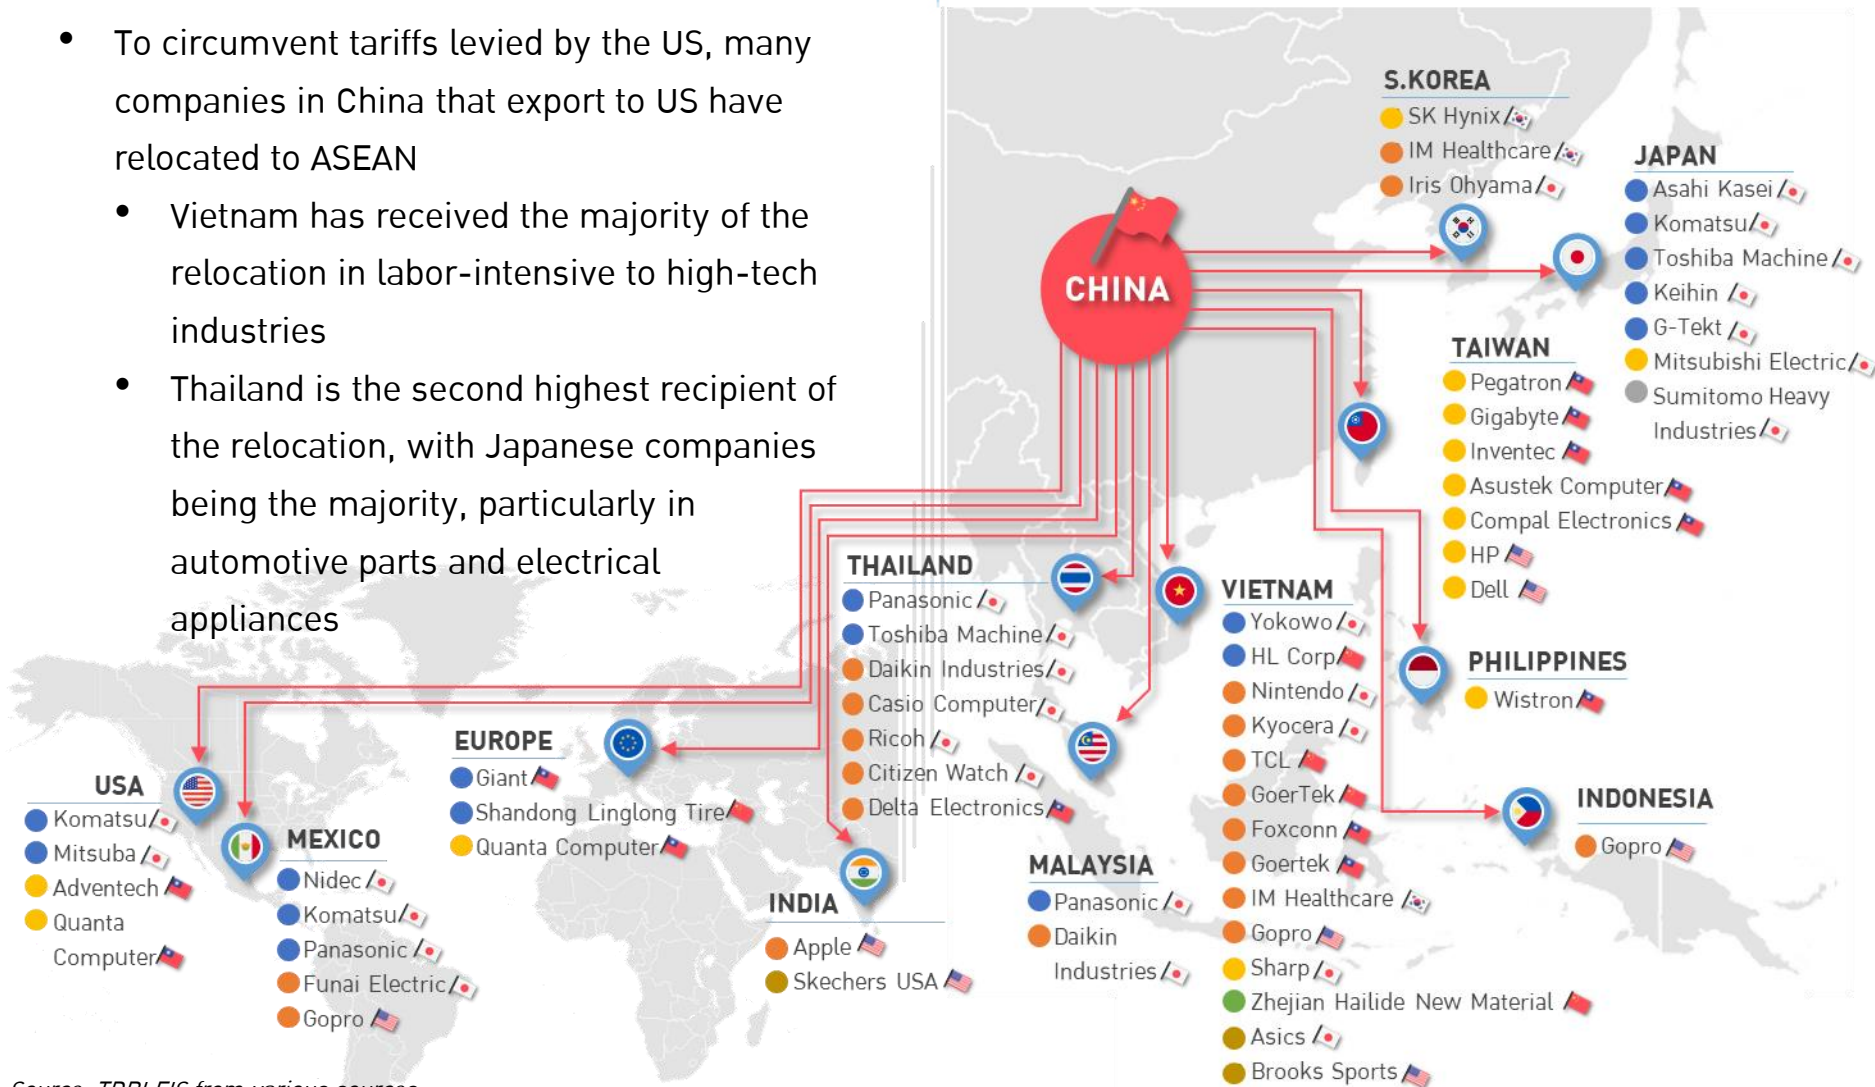 • To circumvent tariffs levied by the US, many
companies in China that export to US have
relocated to ASEAN
• Vietnam has received the majority of the
relocation in labor-intensive to high-tech
industries
• Thailand is the second highest recipient of
the relocation, with Japanese companies
being the majority, particularly in
automotive parts and electrical
appliances
CHINA
S.KOREA
SK Hynix
IM Healthcare
Iris Ohyama
JAPAN
Asahi Kasei
Komatsu
Toshiba Machine
Keihin
G-Tekt
Mitsubishi Electric
Sumitomo Heavy
Industries
TAIWAN
Pegatron
Gigabyte
Inventec
Asustek Computer
Compal Electronics
HP
Dell
THAILAND
Panasonic
Toshiba Machine
Daikin Industries
Casio Computer
Ricoh
Citizen Watch
Delta Electronics
VIETNAM
Yokowo
HL Corp
Nintendo
Kyocera
TCL
GoerTek
Foxconn
Goertek
IM Healthcare
Gopro
Sharp
Zhejian Hailide New Material
Asics
Brooks Sports
PHILIPPINES
Wistron
INDONESIA
Gopro
MALAYSIA
Panasonic
Daikin
Industries
INDIA
Apple
Skechers USA
EUROPE
Giant
Shandong Linglong Tire
Quanta Computer
USA
Komatsu
Mitsuba
Adventech
Quanta
Computer
MEXICO
Nidec
Komatsu
Panasonic
Funai Electric
Gopro